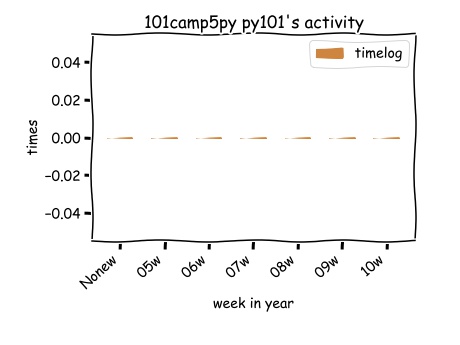 101camp5py py101's activity
timelog
times
0.04
0.02
0.00
−0.02
−0.04
Nonew
05w
06w
07w
08w
09w
10w
week in year